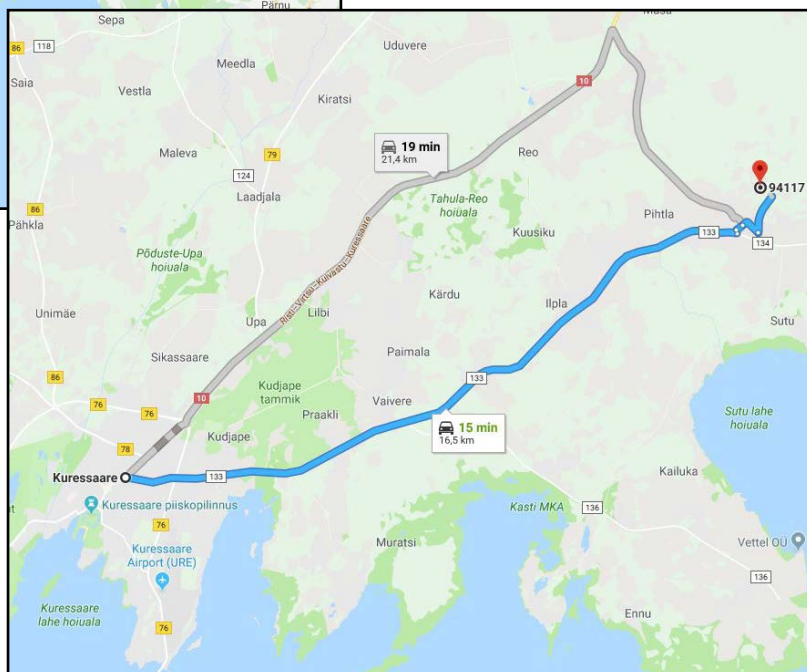 Pärnu
Sepa
Masa
Uduvere
86
118
Meedla
Saia
10
Vestla
Kiratsi
19 min
21,4 km
Maleva
79
Reo
124
94117
Laadjala
Tahula-Reo
hoiuala
86
Pähkla
Pihtla
133
134
Kuusiku
Põduste-Upa
hoiuala
Risti–Virtsu–Kuivastu–Kuressaare
Kärdu
Ilpla
Unimäe
Lilbi
Upa
Sutu
Sikassaare
Paimala
86
133
Kudjape
tammik
10
76
76
Praakli
Vaivere
Sutu lahe
hoiuala
15 min
16,5 km
Kudjape
78
Kailuka
Kuressaare
133
Kuressaare piiskopilinnus
Kasti MKA
136
76
Muratsi
Vettel OÜ
Kuressaare
Airport (URE)
136
Kuressaare
lahe hoiuala
Ennu
76